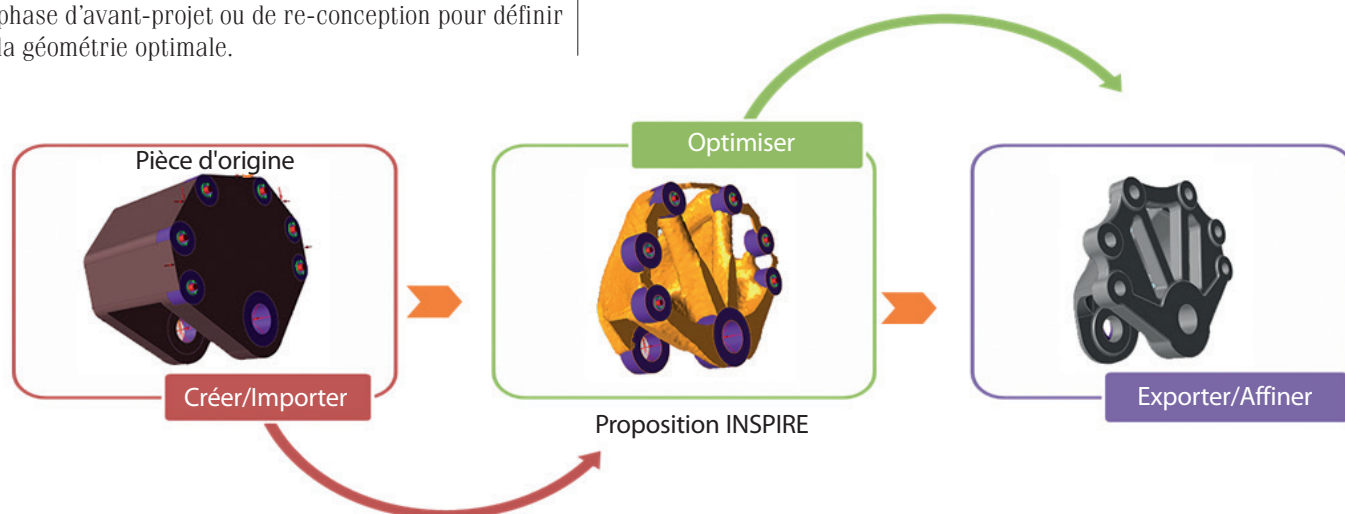 phase d’avant-projet ou de re-conception pour définir
la géométrie optimale.
Pièce d'origine
Créer/Importer
Optimiser
Proposition INSPIRE
Exporter/Affiner